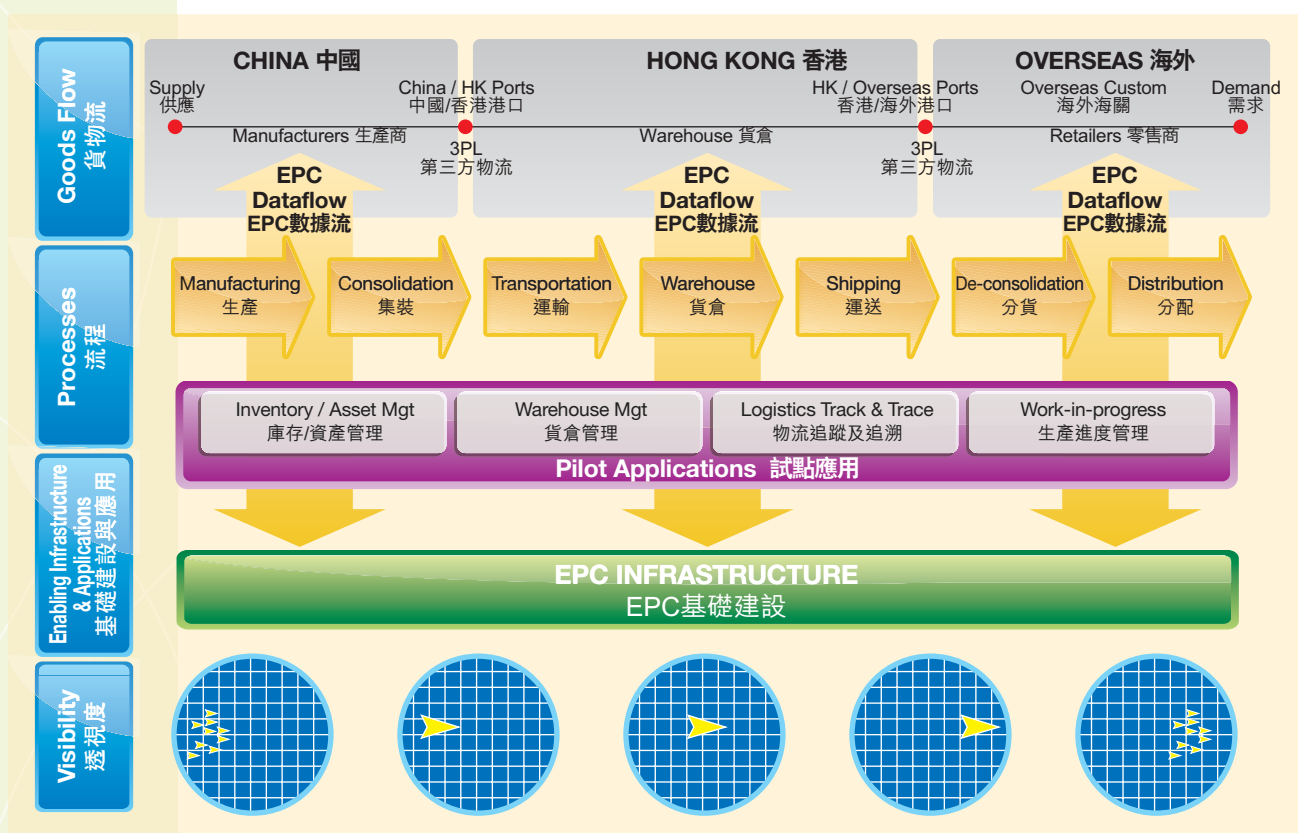 Goods Flow
貨物流
CHINA 中國
HONG KONG 香港
OVERSEAS 海外
Supply
供應
China / HK Ports
中國/香港港口
HK / Overseas Ports
香港/海外港口
Overseas Custom
海外海關
Demand
需求
Manufacturers 生產商
Warehouse 貨倉
Retailers 零售商
3PL
第三方物流
3PL
第三方物流
EPC
Dataflow
EPC數據流
EPC
Dataflow
EPC數據流
EPC
Dataflow
EPC數據流
Processes
流程
Manufacturing
生產
Consolidation
集裝
Transportation
運輸
Warehouse
貨倉
Shipping
運送
De-consolidation
分貨
Distribution
分配
Enabling Infrastructure
& Applications
基礎建設與應用
Inventory / Asset Mgt
庫存/資產管理
Warehouse Mgt
貨倉管理
Logistics Track & Trace
物流追蹤及追溯
Work-in-progress
生產進度管理
Pilot Applications 試點應用
EPC INFRASTRUCTURE
EPC基礎建設
Visibility
透視度